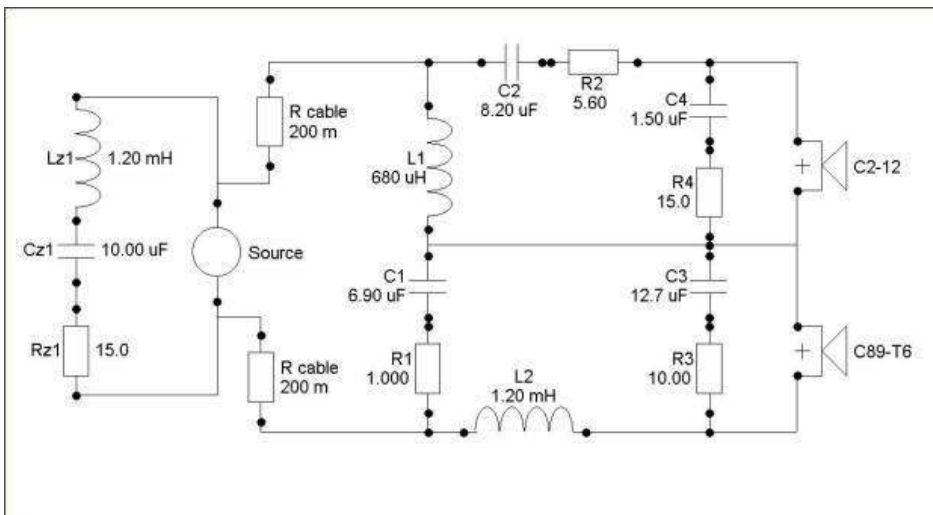 R cable
200 m
C2
8.20 uF
R2
5.60
C4
1.50 uF
Lz1
1.20 mH
L1
680 uH
C2-12
R4
15.0
Cz1
10.00 uF
Source
C1
6.90 uF
C3
12.7 uF
Rz1
15.0
R cable
200 m
R1
1.000
L2
1.20 mH
R3
10.00
C89-T6